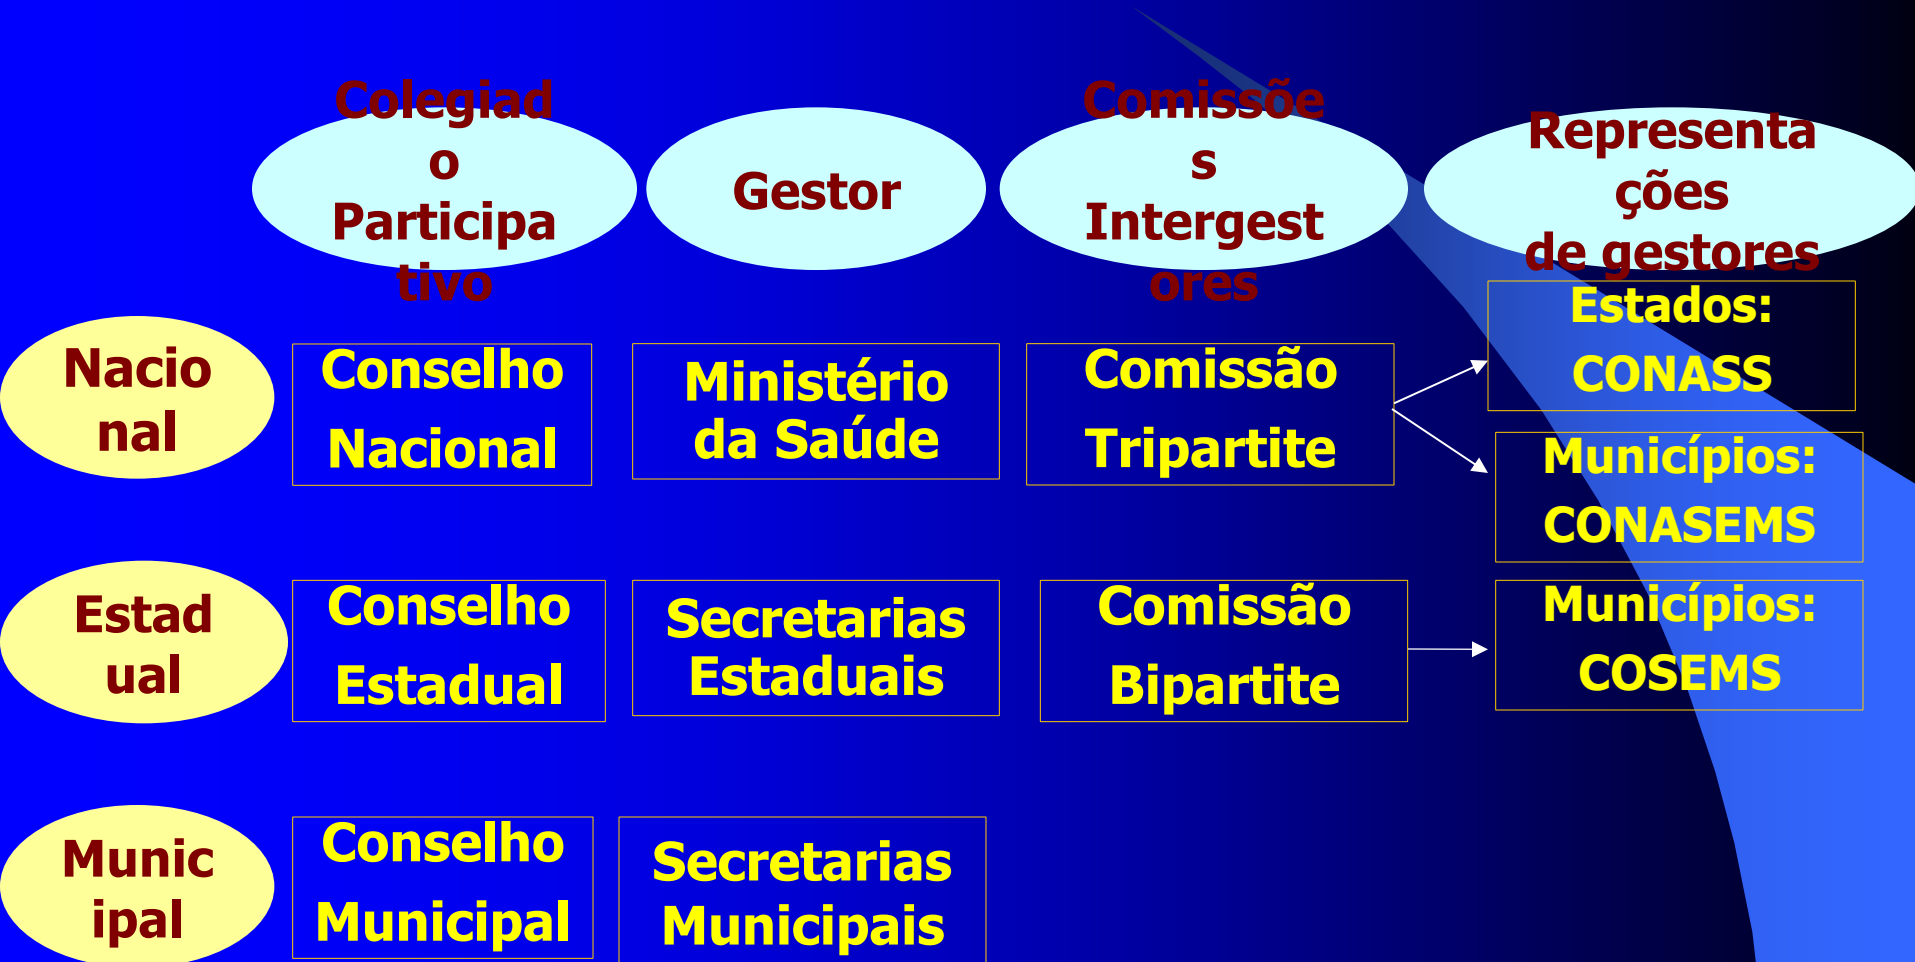 Colegiad
o
Participa
tivo
Gestor
Comissõe
s
Intergest
ores
Representa
ções
de gestores
Nacio
nal
Conselho
Nacional
Ministério
da Saúde
Comissão
Tripartite
Estados:
CONASS
Municípios:
CONASEMS
Estad
ual
Conselho
Estadual
Secretarias
Estaduais
Comissão
Bipartite
Municípios:
COSEMS
Munic
ipal
Conselho
Municipal
Secretarias
Municipais